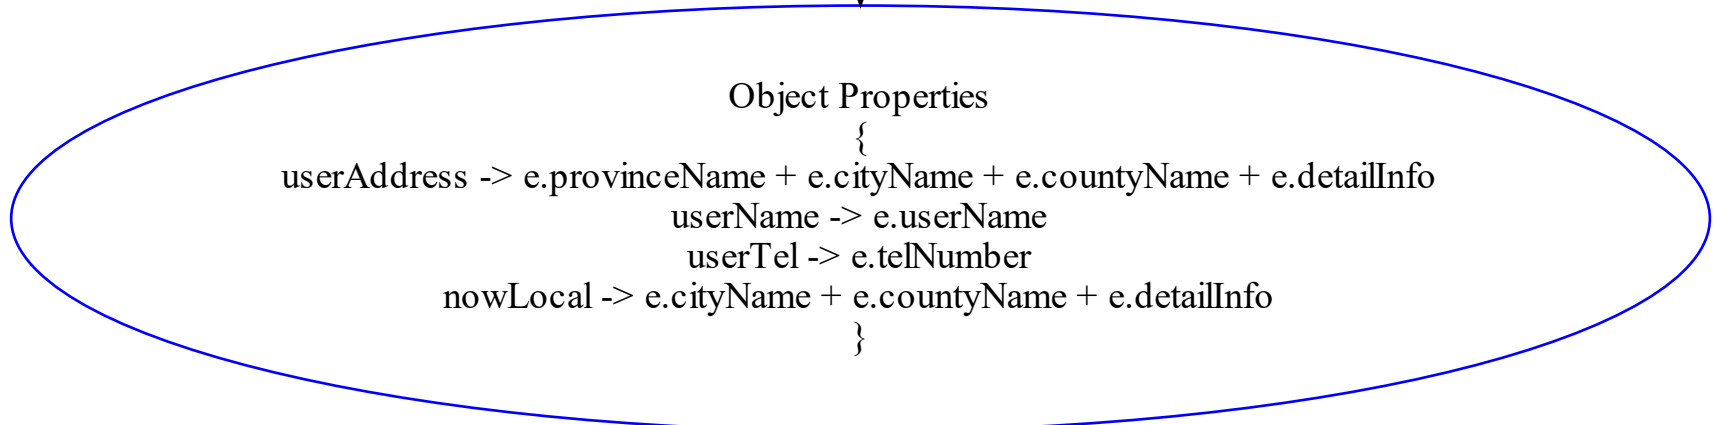 Object Properties
{
userAddress -> e.provinceName + e.cityName + e.countyName + e.detailInfo
userName -> e.userName
userTel -> e.telNumber
nowLocal -> e.cityName + e.countyName + e.detailInfo
}